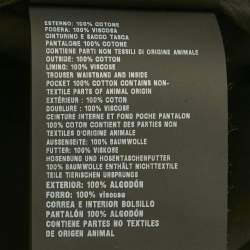 ESTERNO: 100% COTONE
FODERA: 100% VISCOSA
CINTURINO E SACCO TASCA
PANTALONE 100% COTONE
CONTIENE PARTI NON TESSILI DI ORIGINE ANIMALE
OUTSIDE: 100% COTTON
LINING: 100% VISCOSE
TROUSER WAISTBAND AND INSIDE
POCKET 100% COTTON CONTAINS NON-
TEXTILE PARTS OF ANIMAL ORIGIN
EXTÉRIEUR : 100% COTON
DOUBLURE : 100% VISCOSE
CEINTURE INTERNE ET FOND POCHE PANTALON
100% COTON CONTIENT DES PARTIES NON
TEXTILES D'ORIGINE ANIMALE
AUSSENSEITE: 100% BAUMWOLLE
FUTTER: 100% VISKOSE
HOSENBUND UND HOSENTASCHENFUTTER
100% BAUMWOLLE ENTHÄLT NICHTTEXTILE
TEILE TIERISCHEN URSPRUNGS
EXTERIOR: 100% ALGODÓN
FORRO: 100% viscosa
CORREA E INTERIOR BOLSILLO
PANTALÓN 100% ALGODÓN
CONTIENE PARTES NO TEXTILES
DE ORIGEN ANIMAL